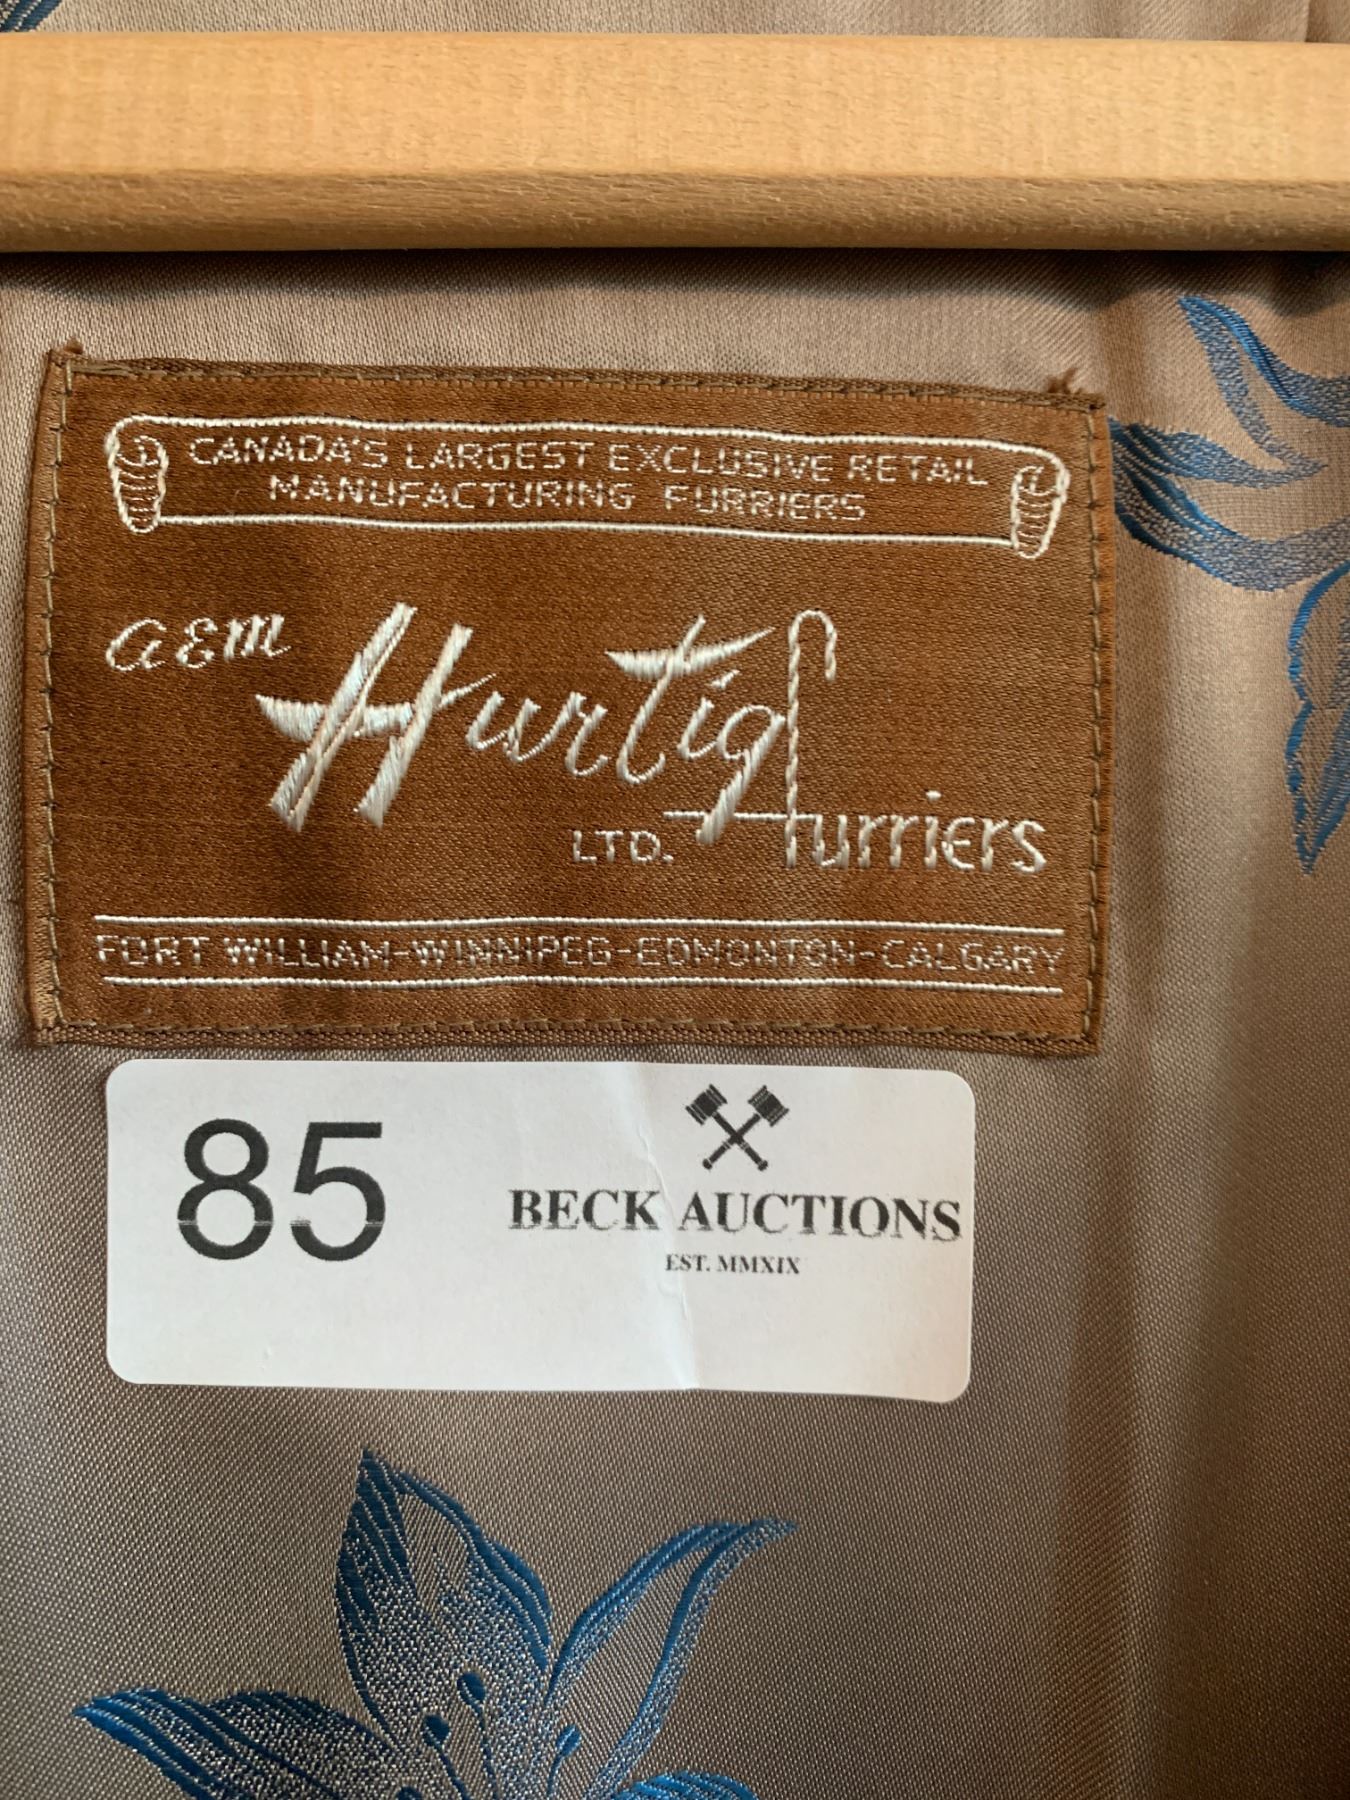 CANADA'S LARGEST EXCLUSIVE RETAIL
MANUFACTURING FURRIERS
a&m Hurtig
LTD. furriers
FORT WILLIAM-WINNIPEG-EDMONTON-CALGARY
85
BECK AUCTIONS
EST. MMXIX